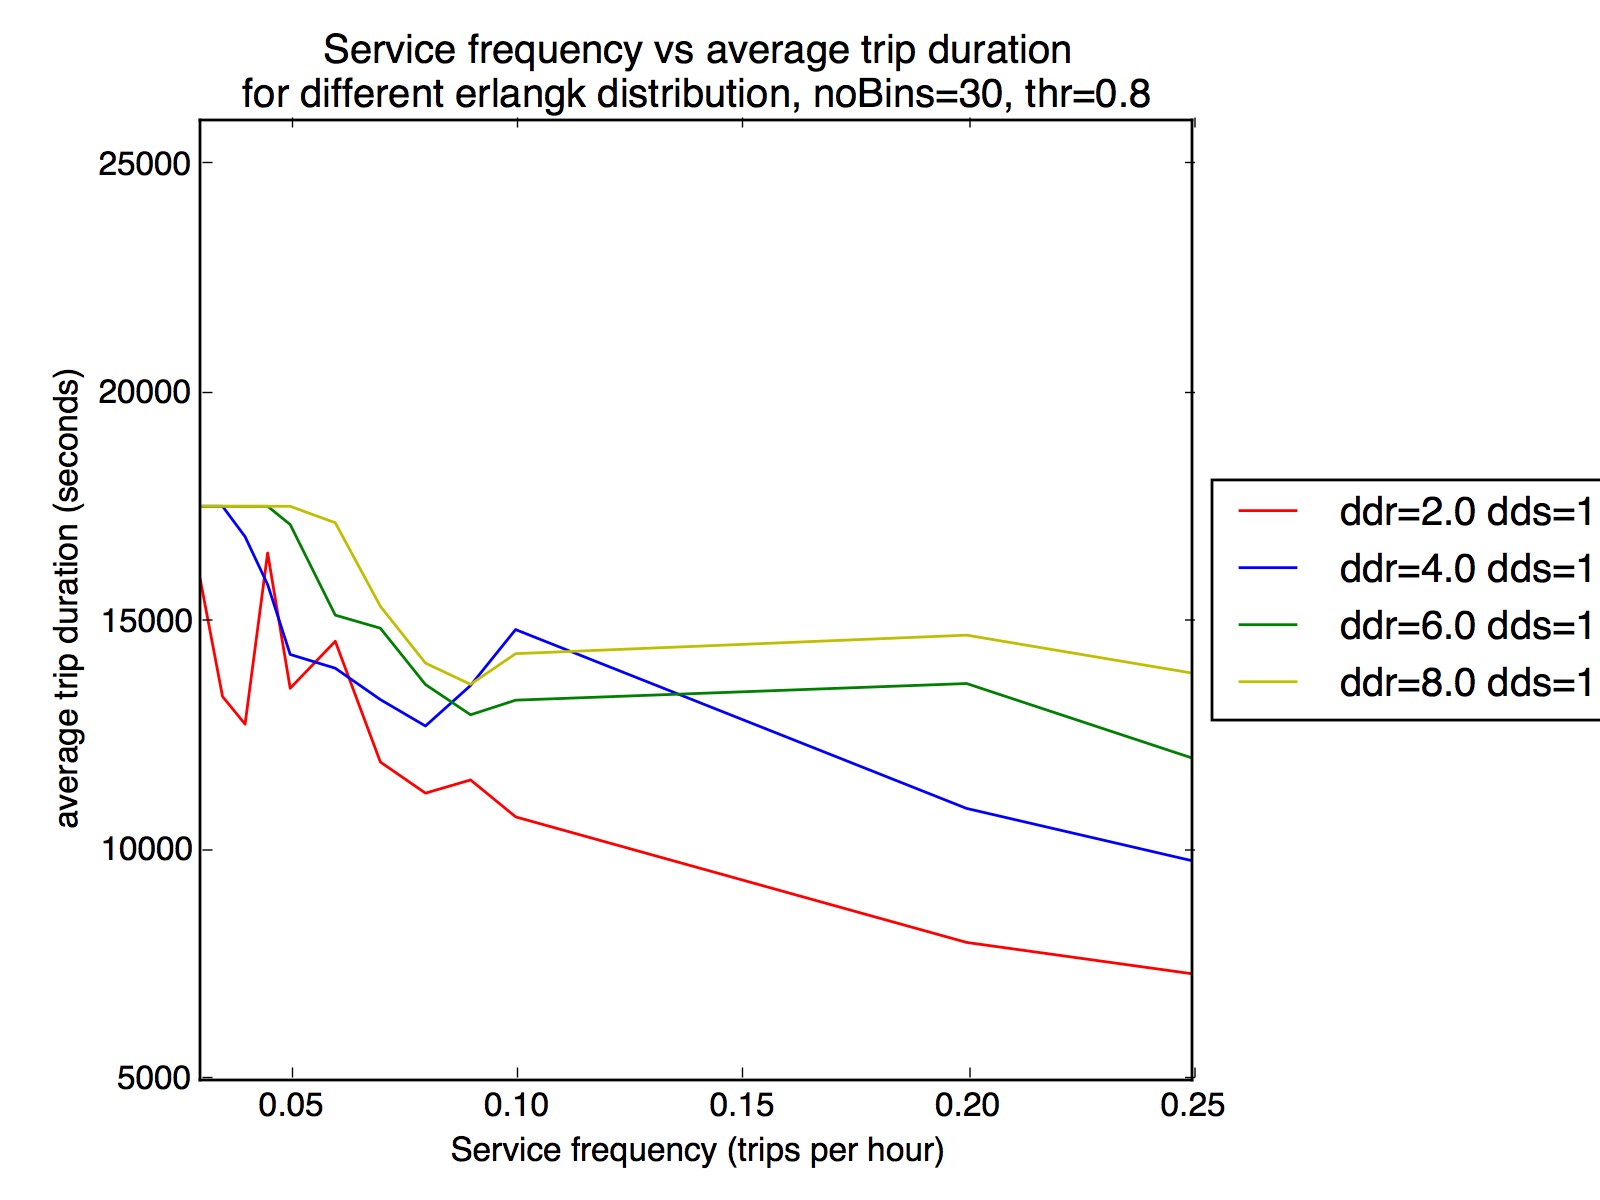 Service frequency vs average trip duration
for different erlangk distribution, noBins=30, thr=0.8
25000
20000
15000
10000
5000
average trip duration (seconds)
0.05 0.10 0.15 0.20 0.25
Service frequency (trips per hour)
ddr=2.0 dds=1
ddr=4.0 dds=1
ddr=6.0 dds=1
ddr=8.0 dds=1